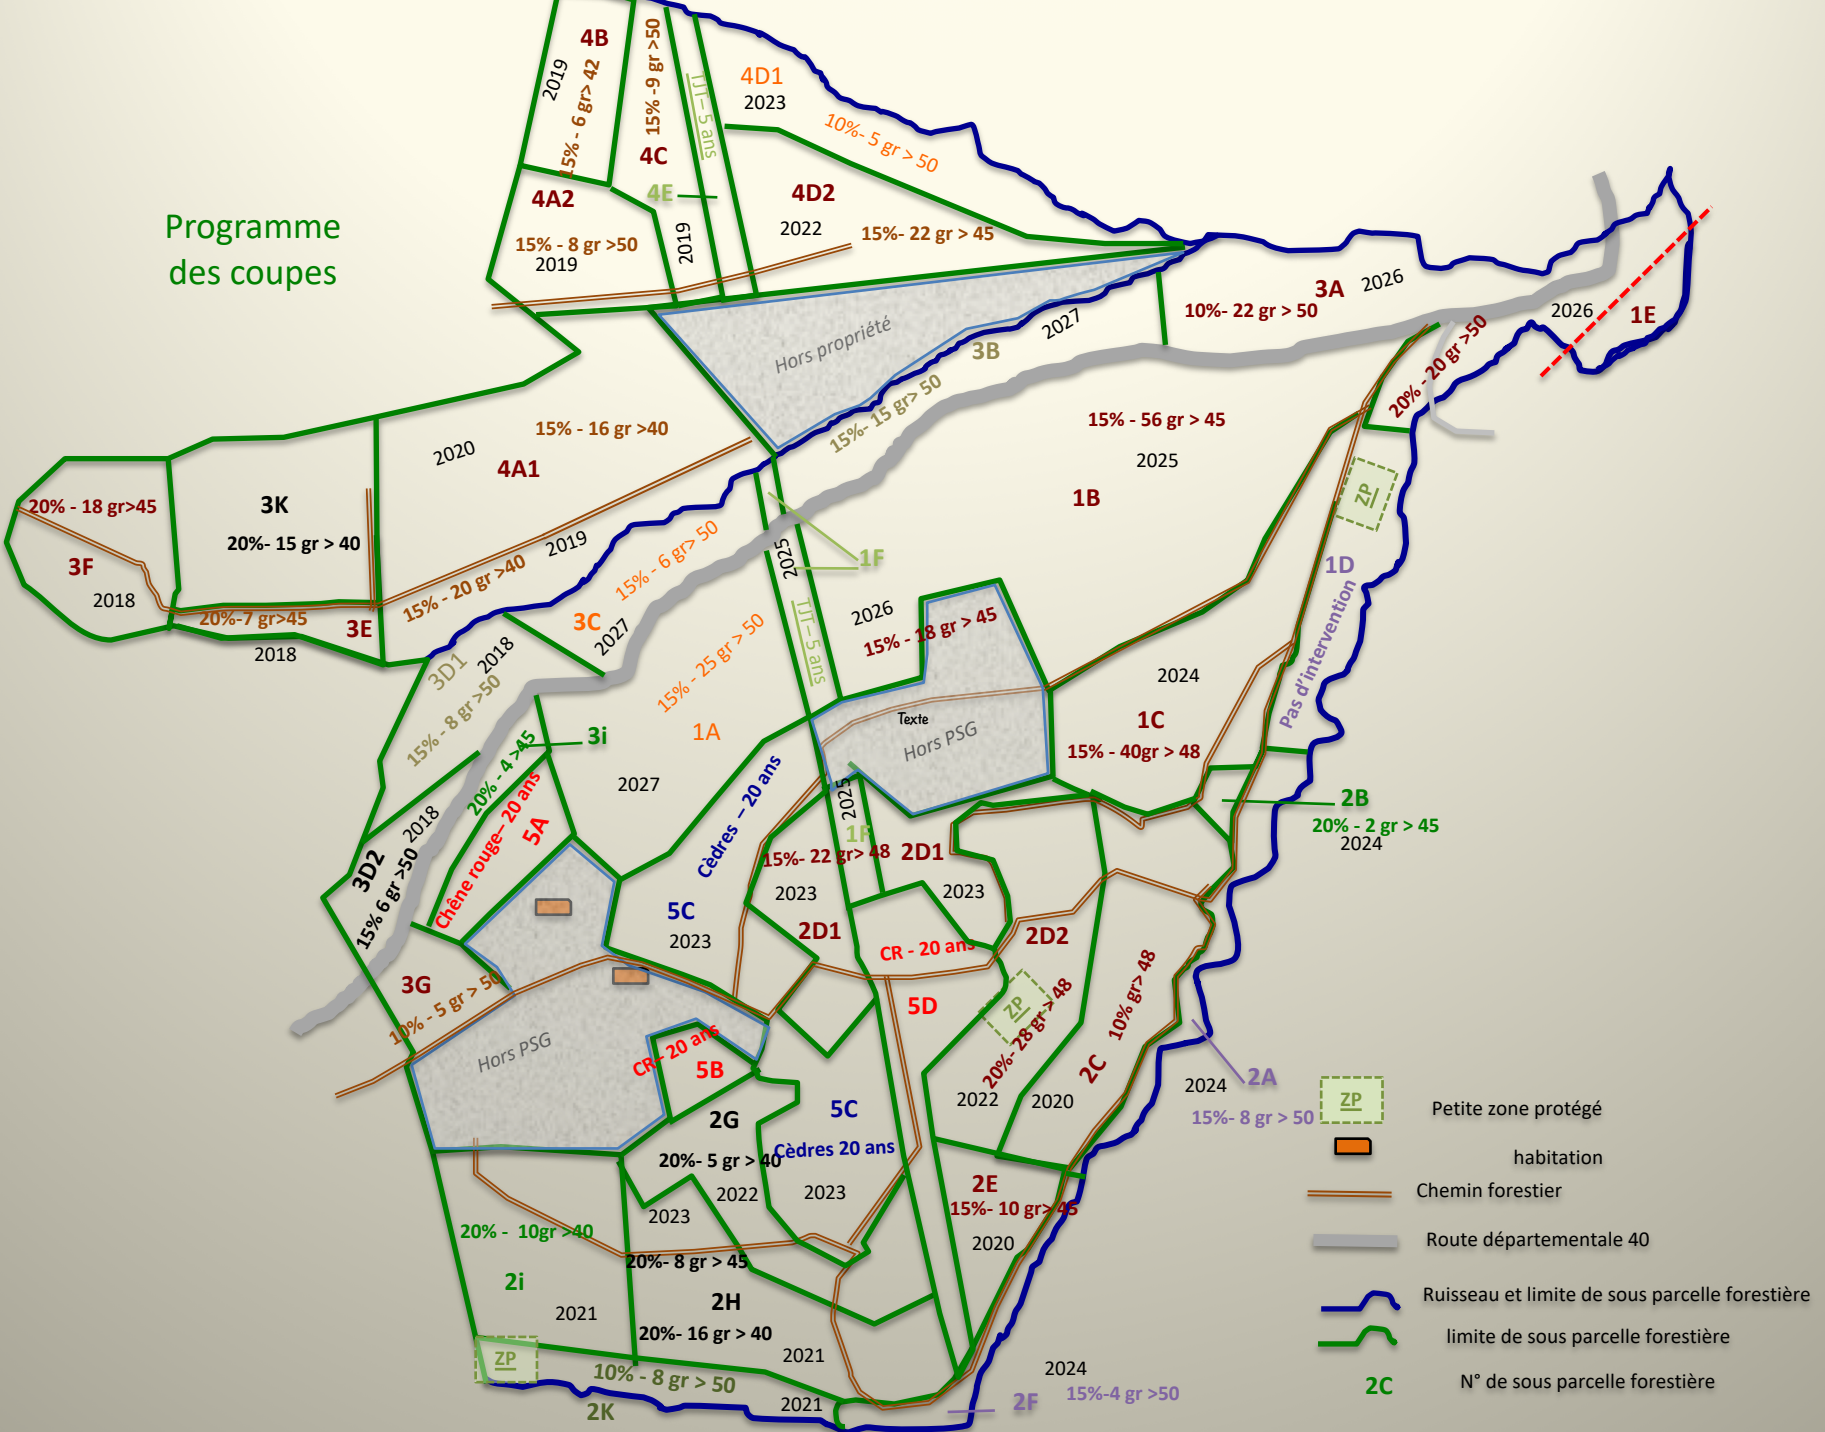 Programme
des coupes
4B
2019
15% - 6 gr> 42
15% -9 gr >50
4C
TJT– 5 ans
4E
2019
4D1
2023
10%- 5 gr > 50
4A2
15% - 8 gr >50
2019
4D2
2022
15%- 22 gr > 45
Hors propriété
3A
2026
10%- 22 gr > 50
2026
1E
20% - 20 gr >50
2027
3B
15%- 15 gr> 50
15% - 56 gr > 45
2025
1B
15% - 16 gr >40
2020
4A1
2019
15% - 20 gr >40
3K
20%- 15 gr > 40
20% - 18 gr>45
3F
2018
20%-7 gr>45
3E
2018
15%- 6 gr> 50
3C
2027
3D1
2018
15% - 8 gr >50
2025
1F
TJT– 5 ans
2026
15% - 18 gr > 45
ZP
1D
Pas d'intervention
15% - 25 gr > 50
1A
2027
Texte
Hors PSG
2024
1C
15% - 40gr > 48
3i
20% - 4 >45
Chêne rouge– 20 ans
5A
2018
3D2
15% 6 gr >50
Cèdres – 20 ans
5C
2023
2025
1F
15%- 22 gr> 48
2D1
2023
2023
2D1
2B
20% - 2 gr > 45
2024
CR - 20 ans
5D
2D2
ZP
20%- 28 gr > 48
2022
10% gr> 48
2C
2020
3G
10% - 5 gr > 50
Hors PSG
CR– 20 ans
5B
2G
20%- 5 gr > 40
2022
5C
Cèdres 20 ans
2023
2024
2A
15%- 8 gr > 50
2E
15%- 10 gr> 45
2020
2023
20%- 8 gr > 45
20% - 10gr >40
2i
2021
2H
20%- 16 gr > 40
2021
ZP
10% - 8 gr > 50
2K
2021
2024
2F
15%-4 gr >50
ZP
Petite zone protégé
habitation
Chemin forestier
Route départementale 40
Ruisseau et limite de sous parcelle forestière
limite de sous parcelle forestière
2C
N° de sous parcelle forestière